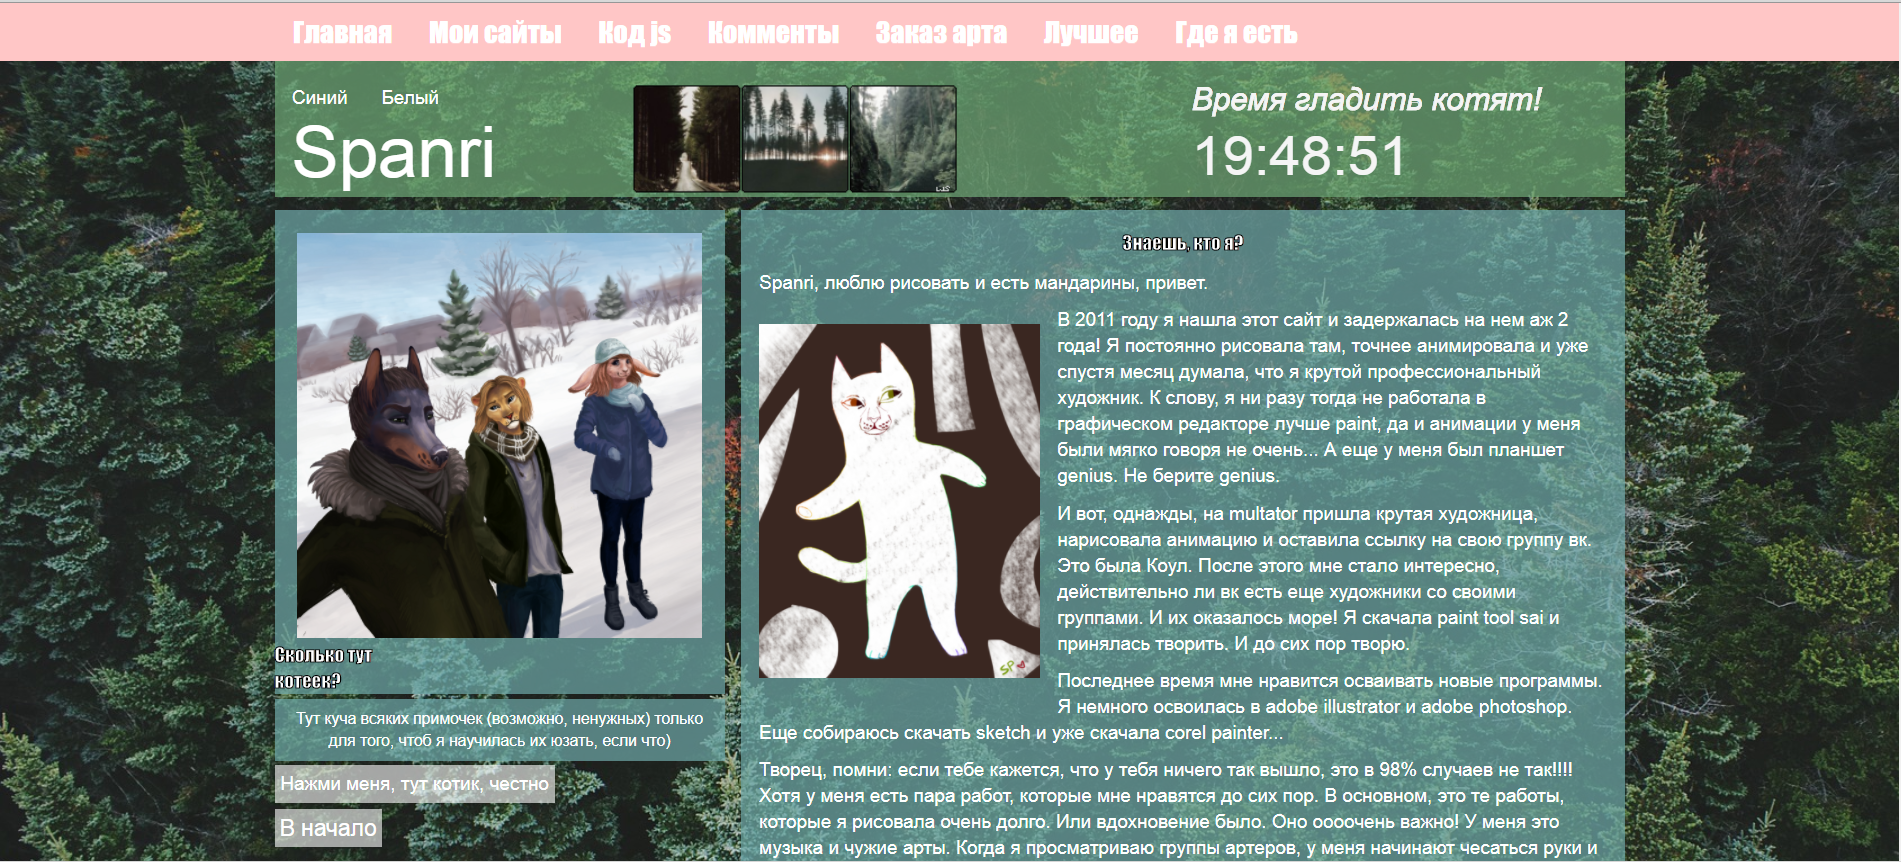 Главная Мои сайты Код js Комменты Заказ арта Лучшее Где я есть
Синий Белый
Spanri
Время гладить котят!
19:48:51
Сколько тут
котеек?
Тут куча всяких примочек (возможно, ненужных) только
для того, чтоб я научилась их юзать, если что)
Нажми меня, тут котик, честно
В начало
Знаешь, кто я?
Spanri, люблю рисовать и есть мандарины, привет.
В 2011 году я нашла этот сайт и задержалась на нем аж 2
года! Я постоянно рисовала там, точнее анимировала и уже
спустя месяц думала, что я крутой профессиональный
художник. К слову, я ни разу тогда не работала в
графическом редакторе лучше paint, да и анимации у меня
были мягко говоря не очень... А еще у меня был планшет
genius. Не берите genius.
И вот, однажды, на multator пришла крутая художница,
нарисовала анимацию и оставила ссылку на свою группу вк.
Это была Коул. После этого мне стало интересно,
действительно ли вк есть еще художники со своими
группами. И их оказалось море! Я скачала paint tool sai и
принялась творить. И до сих пор творю.
SP
Последнее время мне нравится осваивать новые программы.
Я немного освоилась в adobe illustrator и adobe photoshop.
Еще собираюсь скачать sketch и уже скачала corel painter...
Творец, помни: если тебе кажется, что у тебя ничего так вышло, это в 98% случаев не так!!!!
Хотя у меня есть пара работ, которые мне нравятся до сих пор. В основном, это те работы,
которые я рисовала очень долго. Или вдохновение было. Оно оооочень важно! У меня это
музыка и чужие арты. Когда я просматриваю группы артеров, у меня начинают чесаться руки и